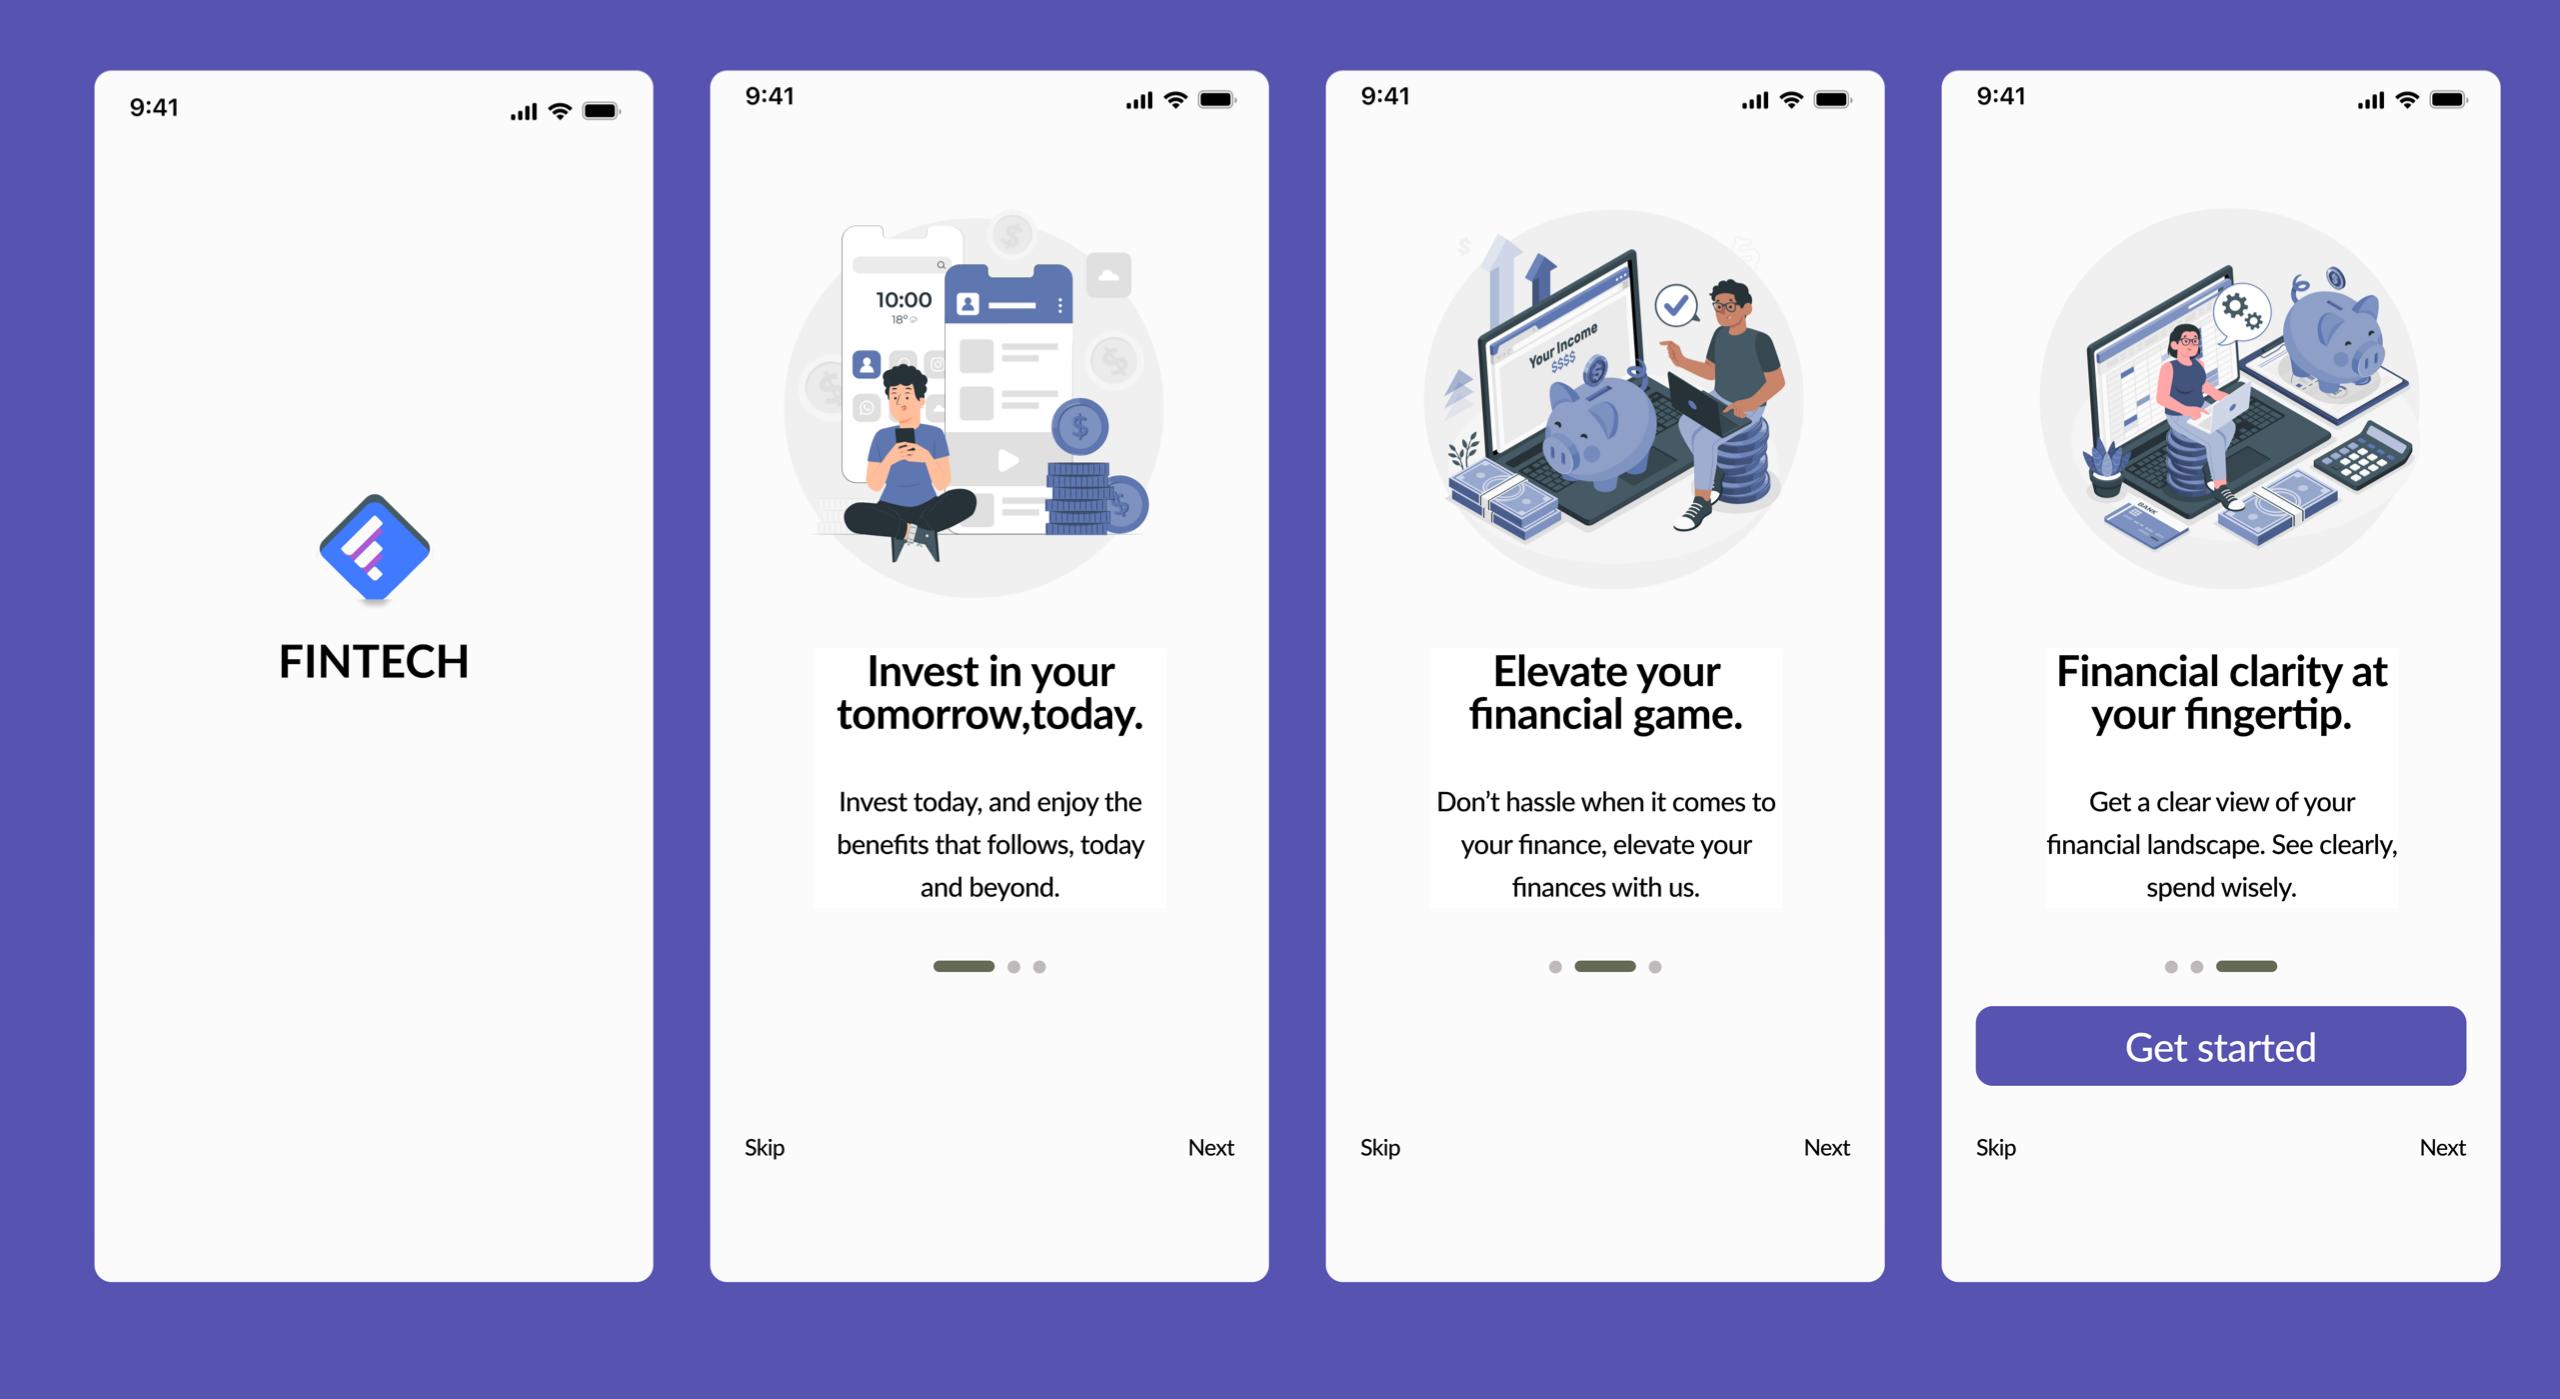 9:41
FINTECH
9:41
10:00
18°
Invest in your
tomorrow,today.
Invest today, and enjoy the
benefits that follows, today
and beyond.
Skip
Next
9:41
Your Income
$$$$
Elevate your
financial game.
Don’t hassle when it comes to
your finance, elevate your
finances with us.
Skip
Next
9:41
BANK
Financial clarity at
your fingertip.
Get a clear view of your
financial landscape. See clearly,
spend wisely.
Get started
Skip
Next